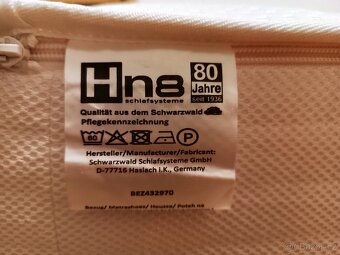 Hn8
schlafsysteme
80
Jahre
seit 1936
Qualität aus dem Schwarzwald
Pflegekennzeichnung
60
P
Hersteller/Manufacturer/Fabricant:
Schwarzwald Schlafsysteme GmbH
D-77716 Haslach i.K., Germany
BEZ432970
Bezug/